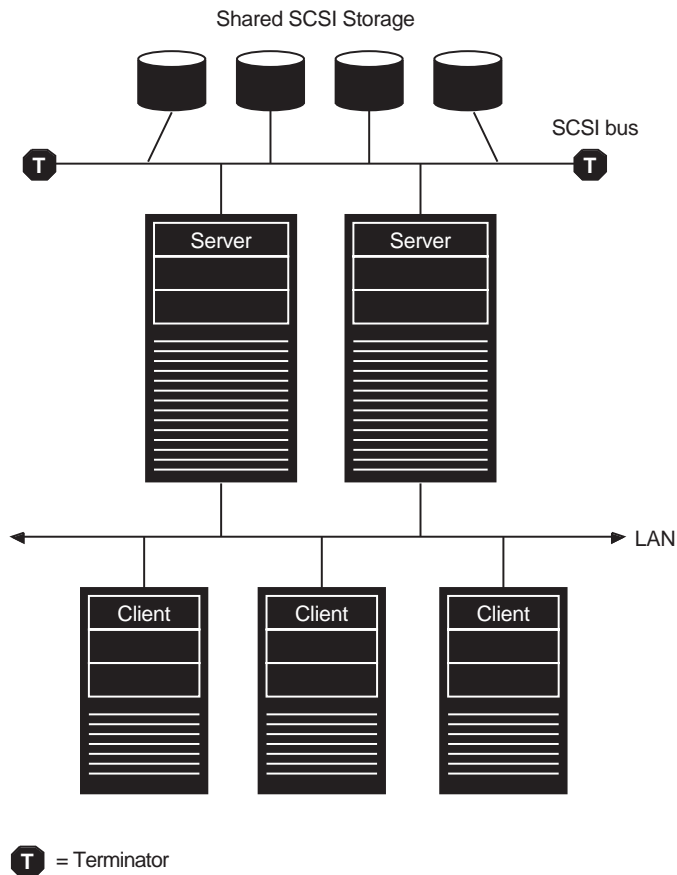 Shared SCSI Storage
SCSI bus
T
T
Server
Server
LAN
Client
Client
Client
T = Terminator